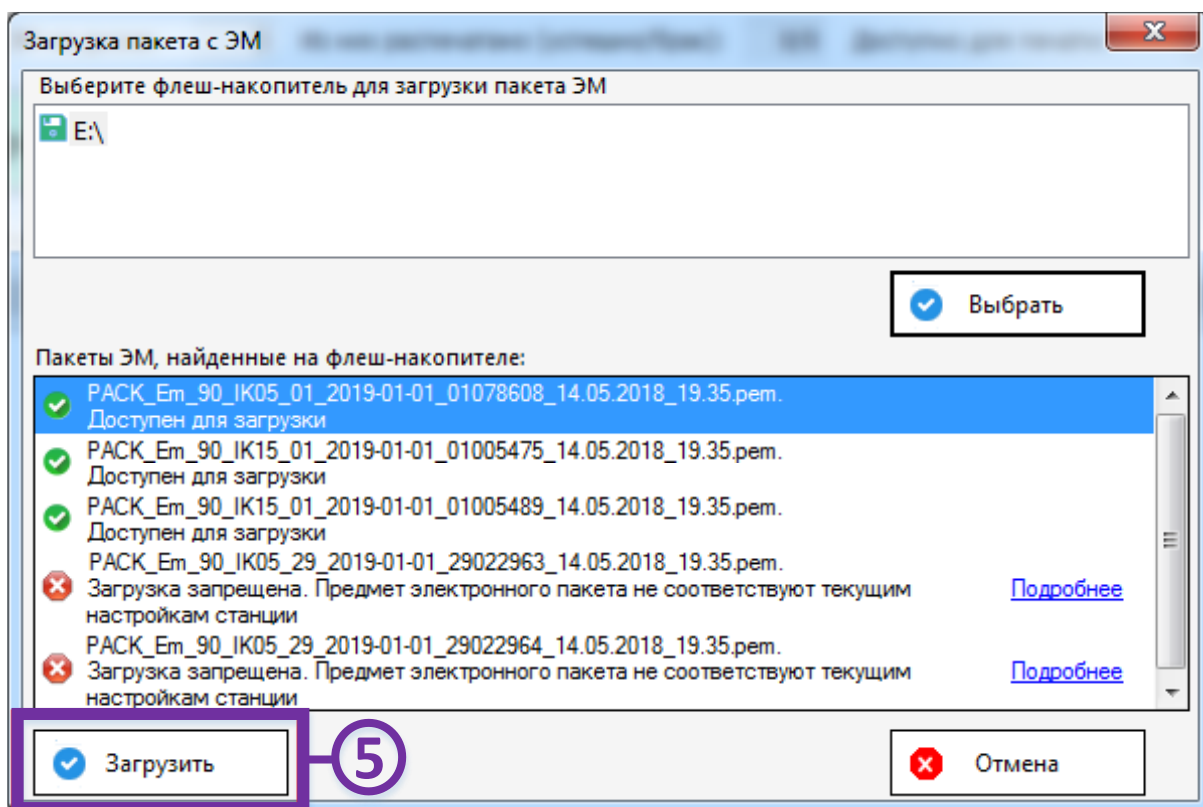 Загрузка пакета с ЭМ
Выберите флеш-накопитель для загрузки пакета ЭМ
E:\
Выбрать
Пакеты ЭМ, найденные на флеш-накопителе:
PACK_Em_90_IK05_01_2019-01-01_01078608_14.05.2018_19.35.pem.
Доступен для загрузки
PACK_Em_90_IK15_01_2019-01-01_01005475_14.05.2018_19.35.pem.
Доступен для загрузки
PACK_Em_90_IK15_01_2019-01-01_01005489_14.05.2018_19.35.pem.
Доступен для загрузки
PACK_Em_90_IK05_29_2019-01-01_29022963_14.05.2018_19.35.pem.
Загрузка запрещена. Предмет электронного пакета не соответствуют текущим
настройкам станции
Подробнее
PACK_Em_90_IK05_29_2019-01-01_29022964_14.05.2018_19.35.pem.
Загрузка запрещена. Предмет электронного пакета не соответствуют текущим
настройкам станции
Подробнее
Загрузить
5
Отмена